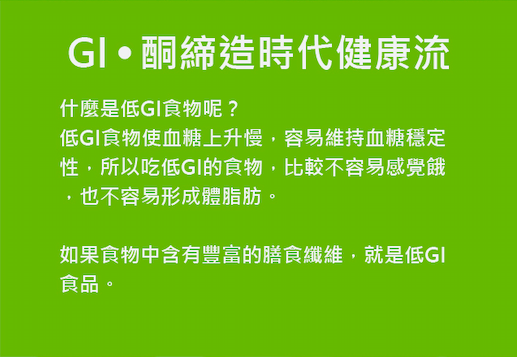 GI•酮締造時代健康流
什麼是低GI食物呢？
低GI食物使血糖上升慢，容易維持血糖穩定
性，所以吃低GI的食物，比較不容易感覺餓
，也不容易形成體脂肪。
如果食物中含有豐富的膳食纖維，就是低GI
食品。